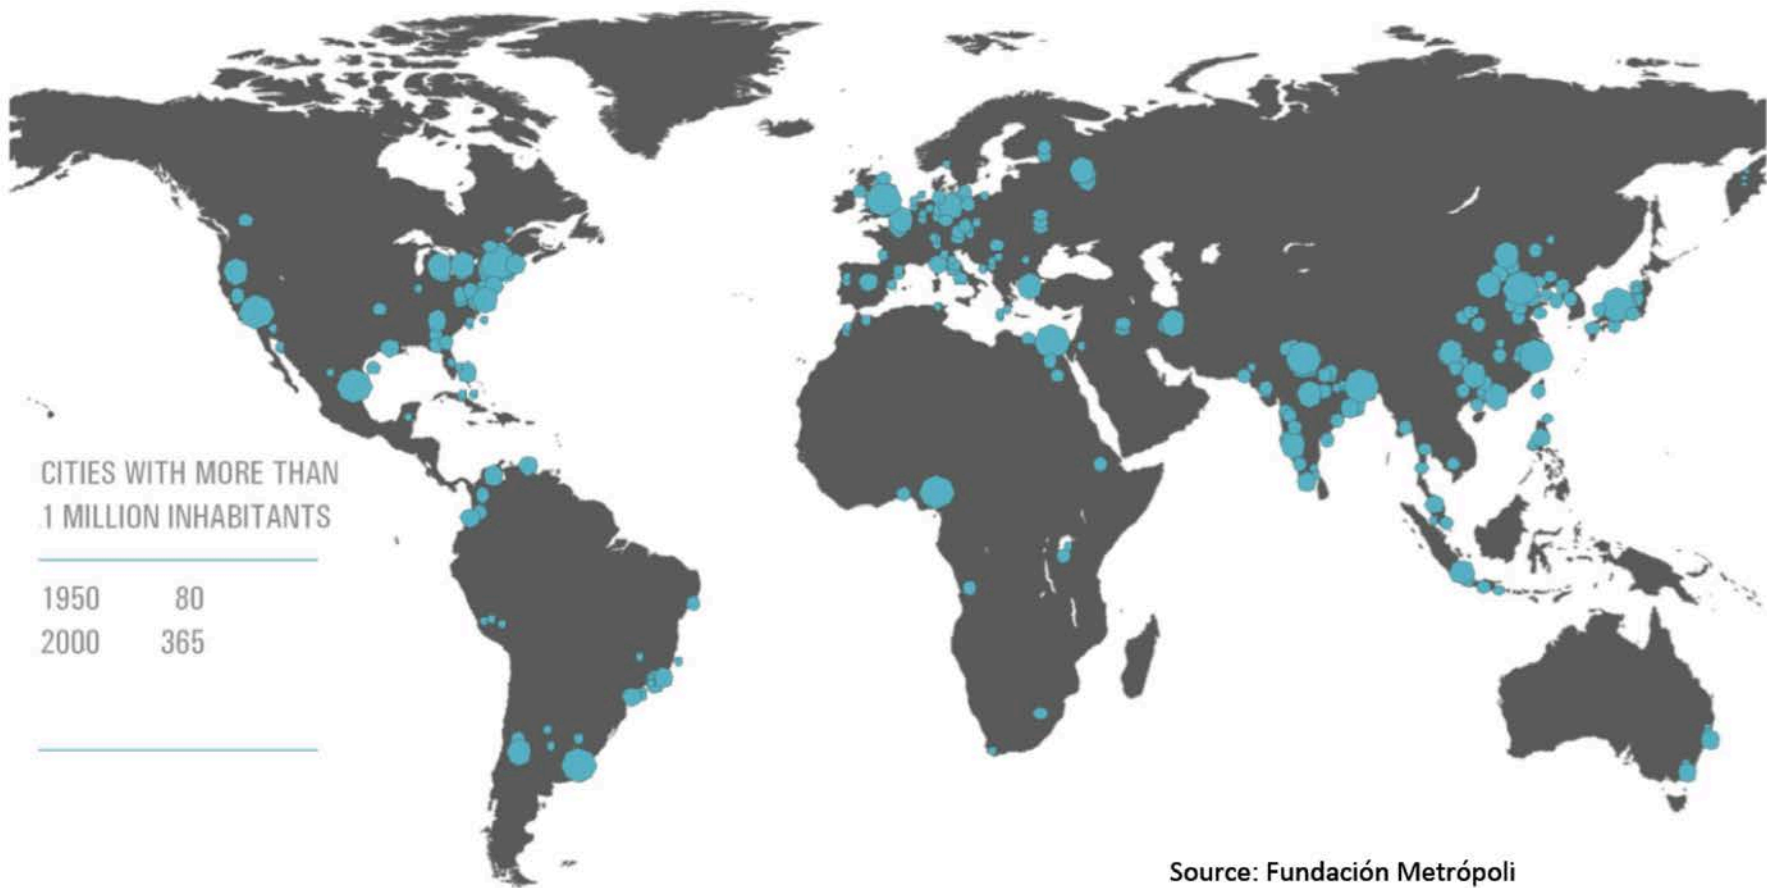 CITIES WITH MORE THAN
1 MILLION INHABITANTS
1950 80
2000 365
Source: Fundación Metrópoli